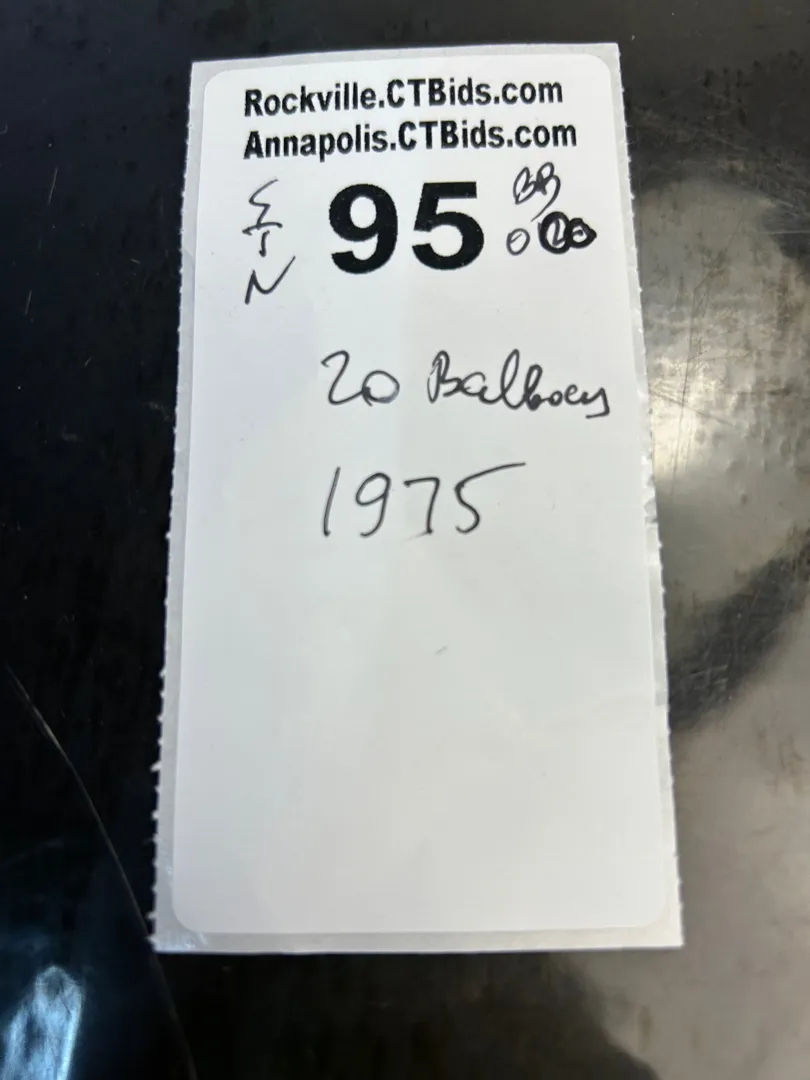 Rockville.CTBids.com
Annapolis.CTBids.com
95
20 Balboas
1975